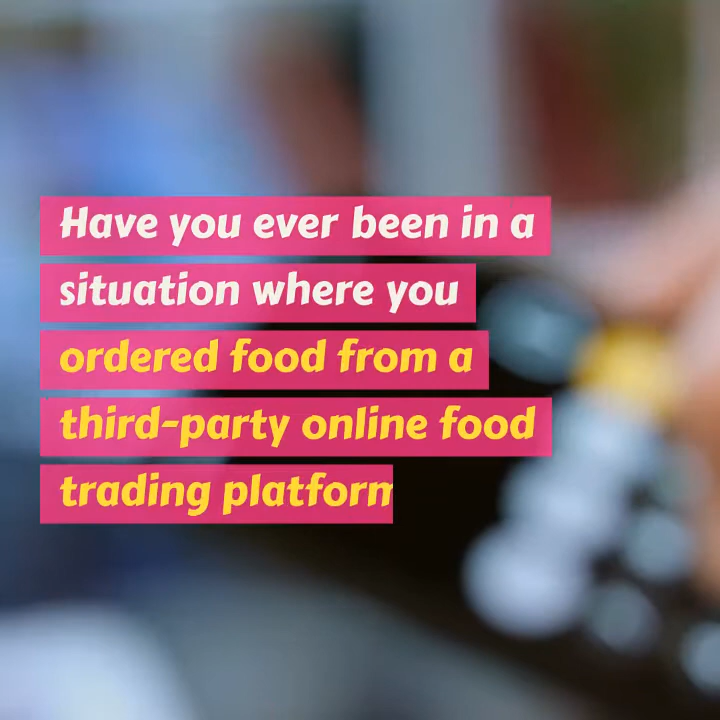 Have you ever been in a
situation where you
ordered food from a
third-party online food
trading platform